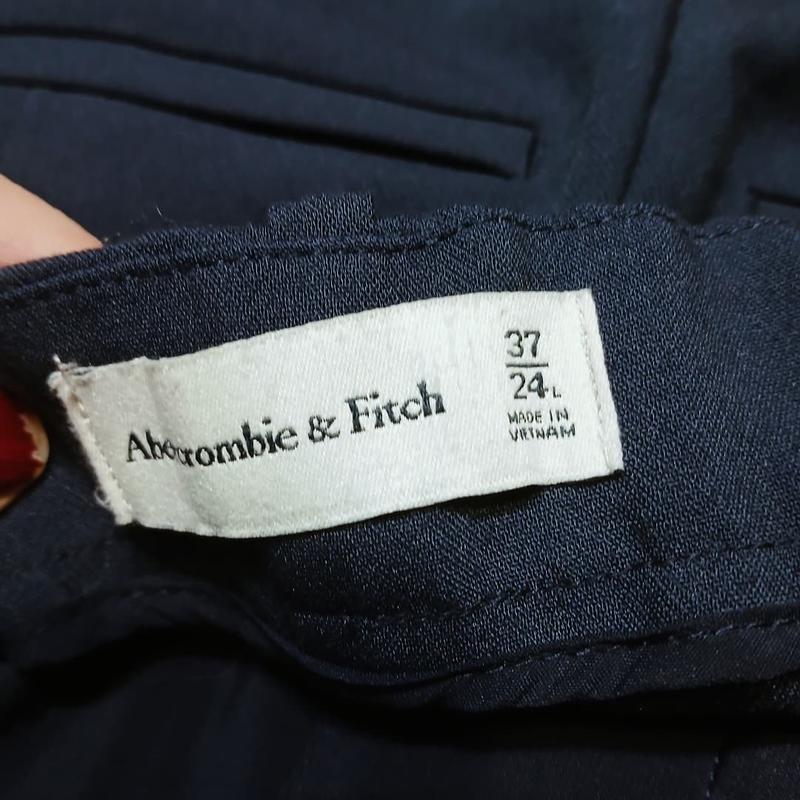 Abercrombie & Fitch
37
24L
MADE IN
VIETNAM